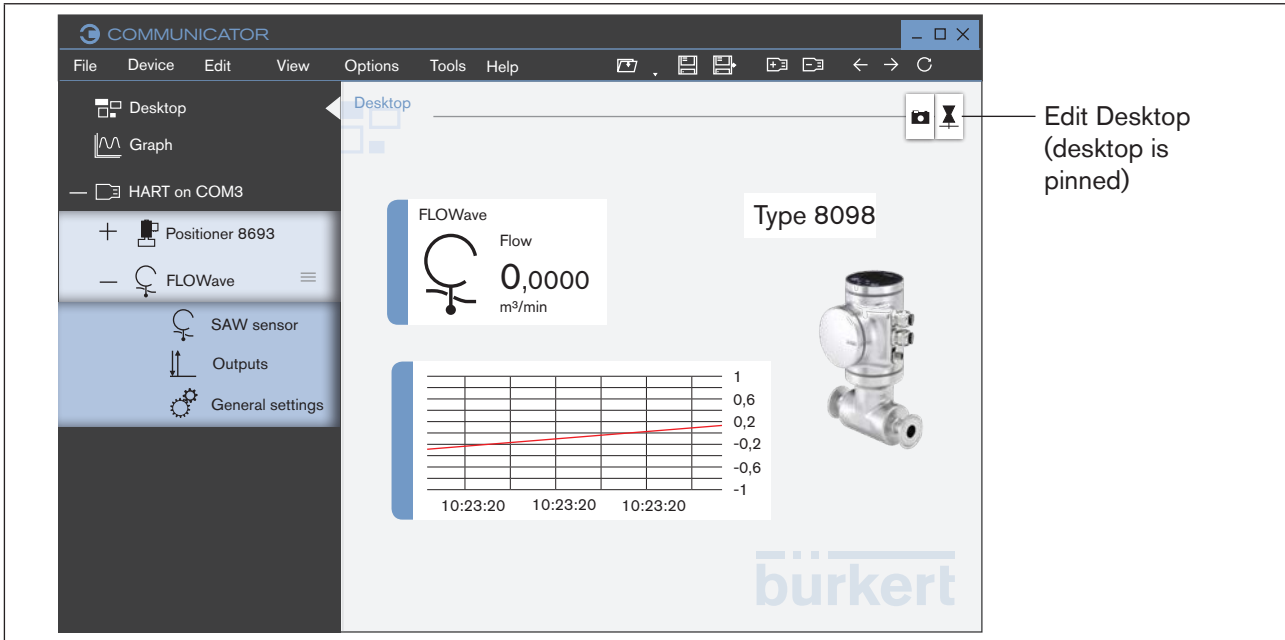 COMMUNICATOR
File Device Edit View Options Tools Help
Desktop
Graph
HART on COM3
Positioner 8693
FLOWave
SAW sensor
Outputs
General settings
Desktop
FLOWave
Flow
0,0000
m³/min
Type 8098
1
0,6
0,2
-0,2
-0,6
-1
10:23:20 10:23:20 10:23:20
bürkert
Edit Desktop
(desktop is
pinned)